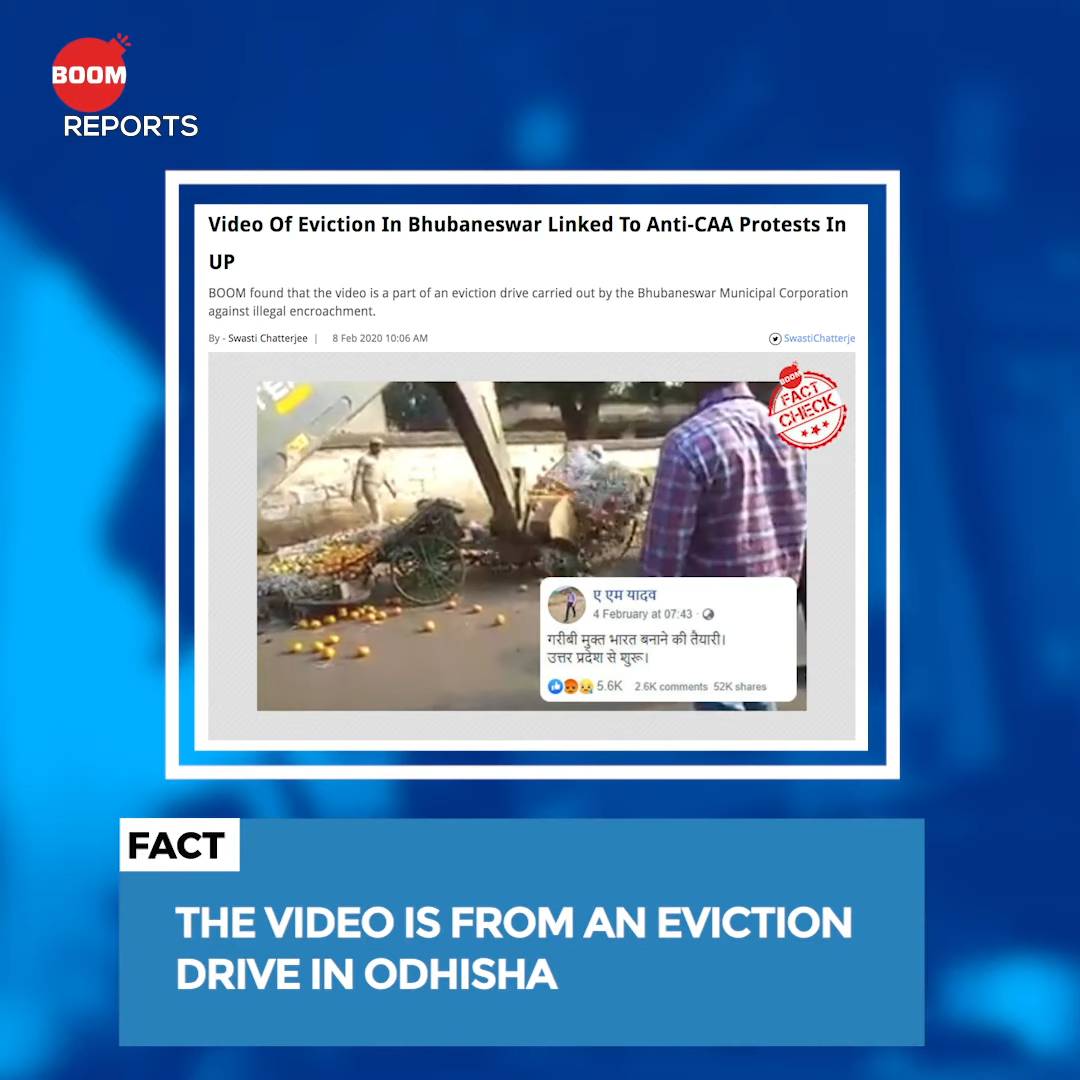 BOOM
REPORTS
Video Of Eviction In Bhubaneswar Linked To Anti-CAA Protests In
UP
BOOM found that the video is a part of an eviction drive carried out by the Bhubaneswar Municipal Corporation
against illegal encroachment.
By - Swasti Chatterjee | 8 Feb 2020 10:06 AM
SwastiChatterje
BOOM
FACT
CHECK
ए एम यादव
4 February at 07:43 ·
गरीबी मुक्त भारत बनाने की तैयारी।
उत्तर प्रदेश से शुरू।
5.6K 2.6K comments 52K shares
FACT
THE VIDEO IS FROM AN EVICTION
DRIVE IN ODHISHA